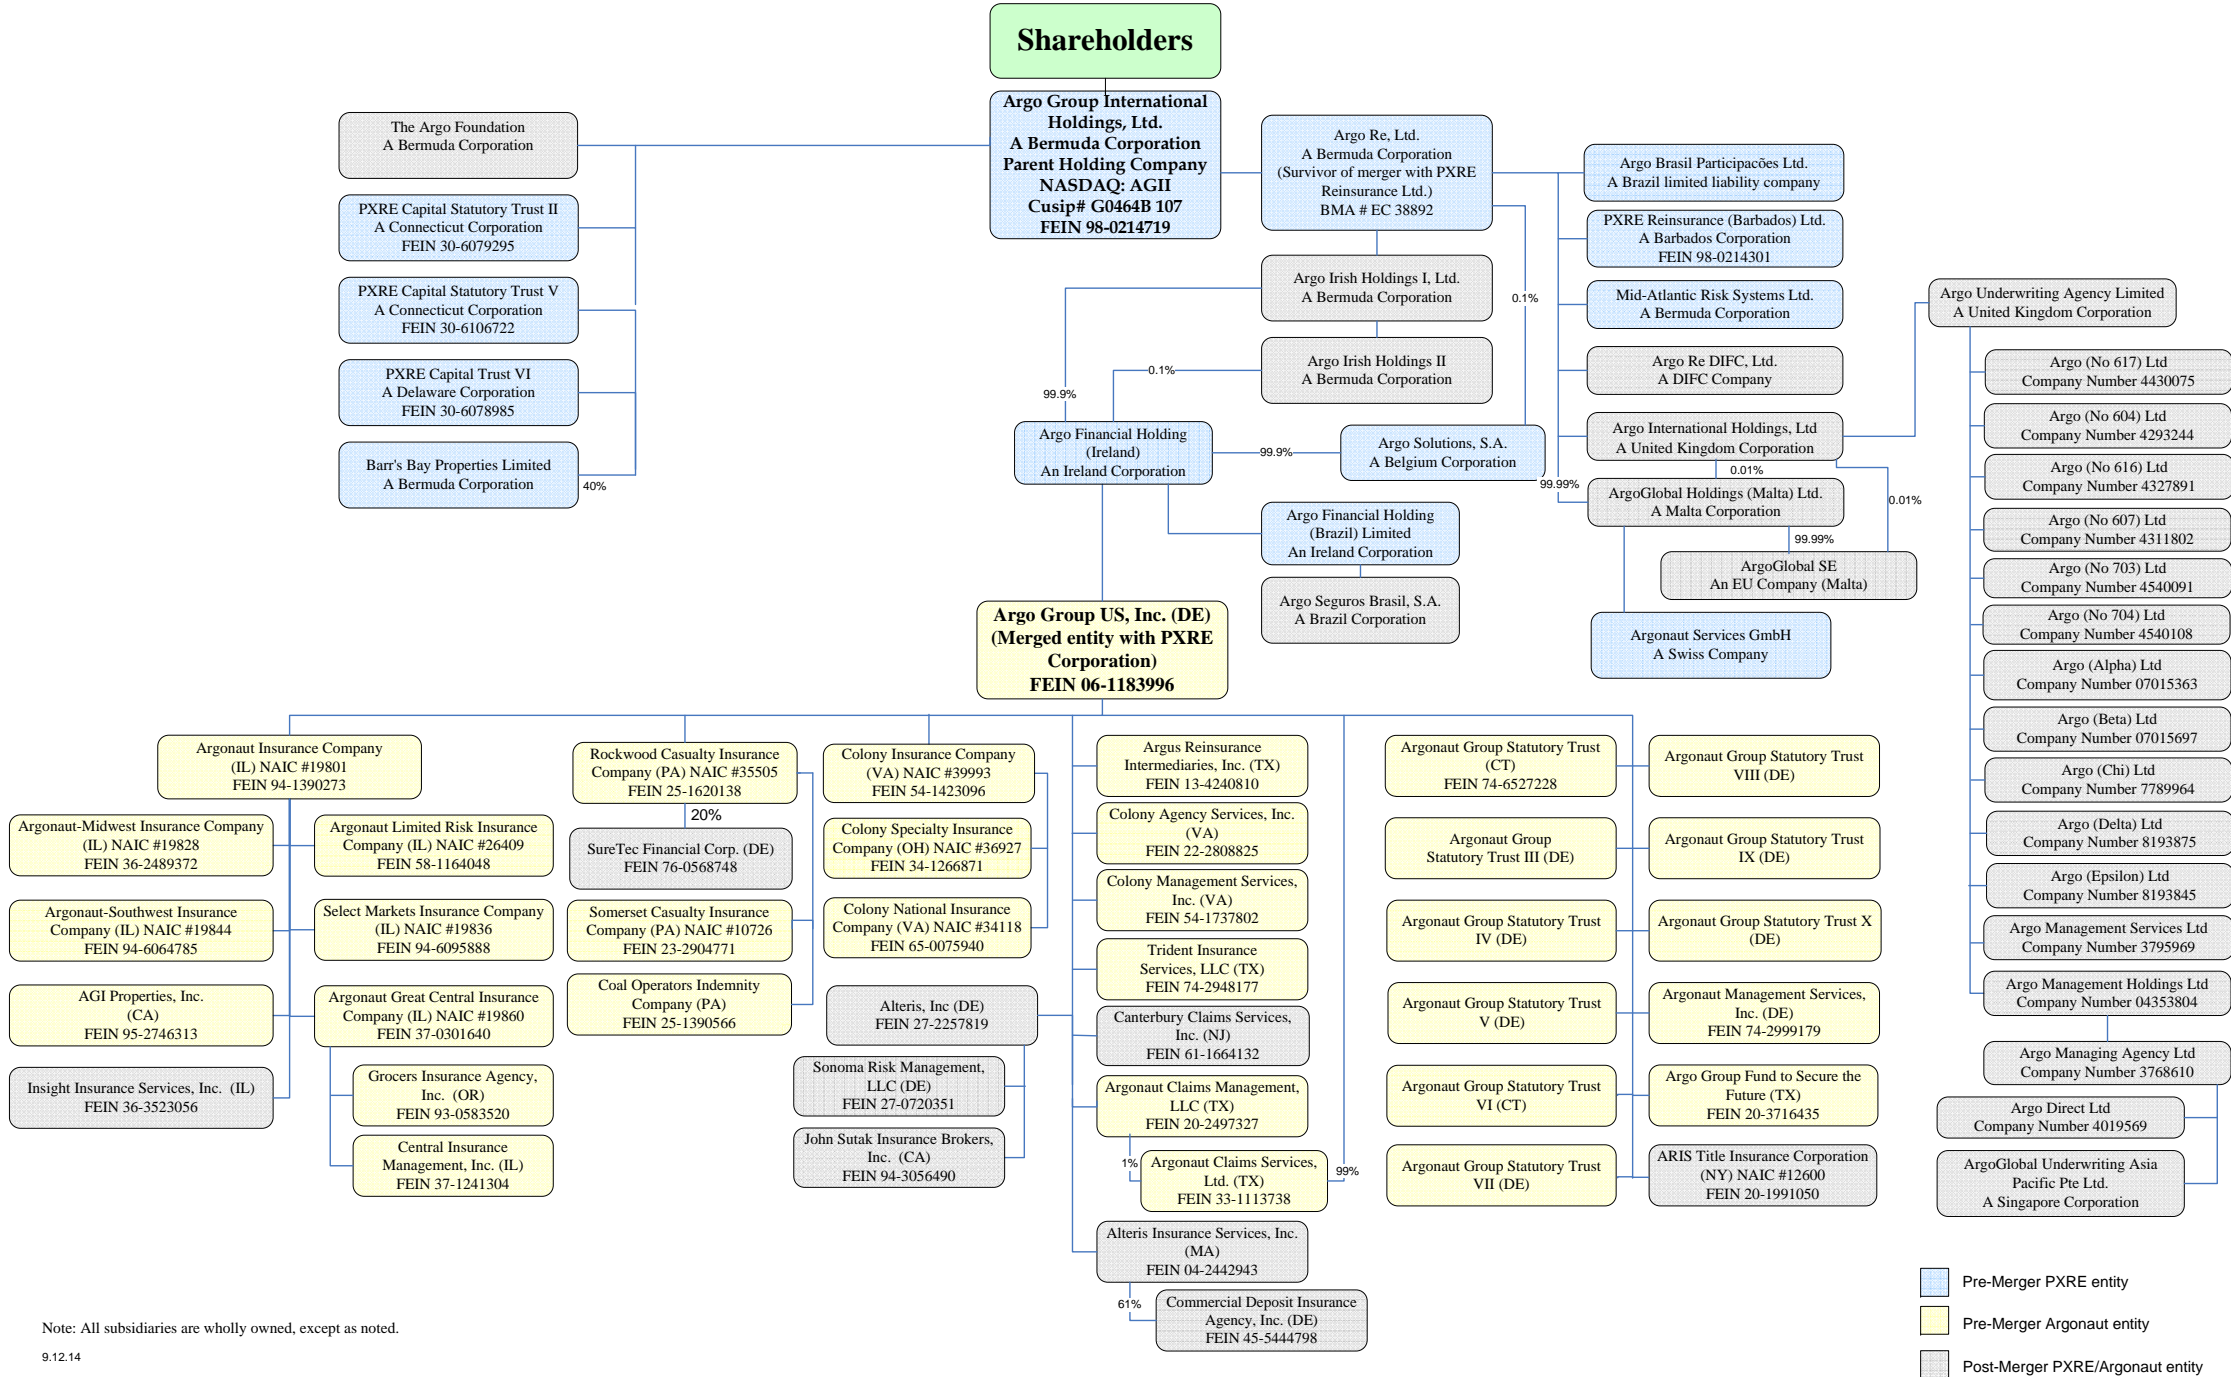 Shareholders
Argo Group International
Holdings, Ltd.
A Bermuda Corporation
Parent Holding Company
NASDAQ: AGII
Cusip# G0464B 107
FEIN 98-0214719
The Argo Foundation
A Bermuda Corporation
PXRE Capital Statutory Trust II
A Connecticut Corporation
FEIN 30-6079295
PXRE Capital Statutory Trust V
A Connecticut Corporation
FEIN 30-6106722
PXRE Capital Trust VI
A Delaware Corporation
FEIN 30-6078985
Barr's Bay Properties Limited
A Bermuda Corporation
40%
Argo Re, Ltd.
A Bermuda Corporation
(Survivor of merger with PXRE
Reinsurance Ltd.)
BMA # EC 38892
Argo Irish Holdings I, Ltd.
A Bermuda Corporation
0.1%
Argo Irish Holdings II
A Bermuda Corporation
0.1%
99.9%
Argo Financial Holding
(Ireland)
An Ireland Corporation
99.9%
Argo Solutions, S.A.
A Belgium Corporation
Argo Financial Holding
(Brazil) Limited
An Ireland Corporation
Argo Seguros Brasil, S.A.
A Brazil Corporation
Argo Brasil Participacões Ltd.
A Brazil limited liability company
PXRE Reinsurance (Barbados) Ltd.
A Barbados Corporation
FEIN 98-0214301
Mid-Atlantic Risk Systems Ltd.
A Bermuda Corporation
Argo Re DIFC, Ltd.
A DIFC Company
Argo International Holdings, Ltd
A United Kingdom Corporation
0.01%
99.99%
ArgoGlobal Holdings (Malta) Ltd.
A Malta Corporation
0.01%
99.99%
ArgoGlobal SE
An EU Company (Malta)
Argonaut Services GmbH
A Swiss Company
Argo Underwriting Agency Limited
A United Kingdom Corporation
Argo (No 617) Ltd
Company Number 4430075
Argo (No 604) Ltd
Company Number 4293244
Argo (No 616) Ltd
Company Number 4327891
Argo (No 607) Ltd
Company Number 4311802
Argo (No 703) Ltd
Company Number 4540091
Argo (No 704) Ltd
Company Number 4540108
Argo (Alpha) Ltd
Company Number 07015363
Argo (Beta) Ltd
Company Number 07015697
Argo (Chi) Ltd
Company Number 7789964
Argo (Delta) Ltd
Company Number 8193875
Argo (Epsilon) Ltd
Company Number 8193845
Argo Management Services Ltd
Company Number 3795969
Argo Management Holdings Ltd
Company Number 04353804
Argo Managing Agency Ltd
Company Number 3768610
Argo Direct Ltd
Company Number 4019569
ArgoGlobal Underwriting Asia
Pacific Pte Ltd.
A Singapore Corporation
Argo Group US, Inc. (DE)
(Merged entity with PXRE
Corporation)
FEIN 06-1183996
Argonaut Insurance Company
(IL) NAIC #19801
FEIN 94-1390273
Argonaut-Midwest Insurance Company
(IL) NAIC #19828
FEIN 36-2489372
Argonaut Limited Risk Insurance
Company (IL) NAIC #26409
FEIN 58-1164048
Argonaut-Southwest Insurance
Company (IL) NAIC #19844
FEIN 94-6064785
Select Markets Insurance Company
(IL) NAIC #19836
FEIN 94-6095888
AGI Properties, Inc.
(CA)
FEIN 95-2746313
Argonaut Great Central Insurance
Company (IL) NAIC #19860
FEIN 37-0301640
Insight Insurance Services, Inc. (IL)
FEIN 36-3523056
Grocers Insurance Agency,
Inc. (OR)
FEIN 93-0583520
Central Insurance
Management, Inc. (IL)
FEIN 37-1241304
Rockwood Casualty Insurance
Company (PA) NAIC #35505
FEIN 25-1620138
20%
SureTec Financial Corp. (DE)
FEIN 76-0568748
Somerset Casualty Insurance
Company (PA) NAIC #10726
FEIN 23-2904771
Coal Operators Indemnity
Company (PA)
FEIN 25-1390566
Colony Insurance Company
(VA) NAIC #39993
FEIN 54-1423096
Colony Specialty Insurance
Company (OH) NAIC #36927
FEIN 34-1266871
Colony National Insurance
Company (VA) NAIC #34118
FEIN 65-0075940
Alteris, Inc (DE)
FEIN 27-2257819
Sonoma Risk Management,
LLC (DE)
FEIN 27-0720351
John Sutak Insurance Brokers,
Inc. (CA)
FEIN 94-3056490
Argus Reinsurance
Intermediaries, Inc. (TX)
FEIN 13-4240810
Colony Agency Services, Inc.
(VA)
FEIN 22-2808825
Colony Management Services,
Inc. (VA)
FEIN 54-1737802
Trident Insurance
Services, LLC (TX)
FEIN 74-2948177
Canterbury Claims Services,
Inc. (NJ)
FEIN 61-1664132
Argonaut Claims Management,
LLC (TX)
FEIN 20-2497327
1%
Argonaut Claims Services,
Ltd. (TX)
FEIN 33-1113738
99%
Alteris Insurance Services, Inc.
(MA)
FEIN 04-2442943
61%
Commercial Deposit Insurance
Agency, Inc. (DE)
FEIN 45-5444798
Argonaut Group Statutory Trust
(CT)
FEIN 74-6527228
Argonaut Group Statutory Trust
VIII (DE)
Argonaut Group
Statutory Trust III (DE)
Argonaut Group Statutory Trust
IX (DE)
Argonaut Group Statutory Trust
IV (DE)
Argonaut Group Statutory Trust X
(DE)
Argonaut Group Statutory Trust
V (DE)
Argonaut Management Services,
Inc. (DE)
FEIN 74-2999179
Argonaut Group Statutory Trust
VI (CT)
Argo Group Fund to Secure the
Future (TX)
FEIN 20-3716435
Argonaut Group Statutory Trust
VII (DE)
ARIS Title Insurance Corporation
(NY) NAIC #12600
FEIN 20-1991050
Pre-Merger PXRE entity
Pre-Merger Argonaut entity
Post-Merger PXRE/Argonaut entity
Note: All subsidiaries are wholly owned, except as noted.
9.12.14